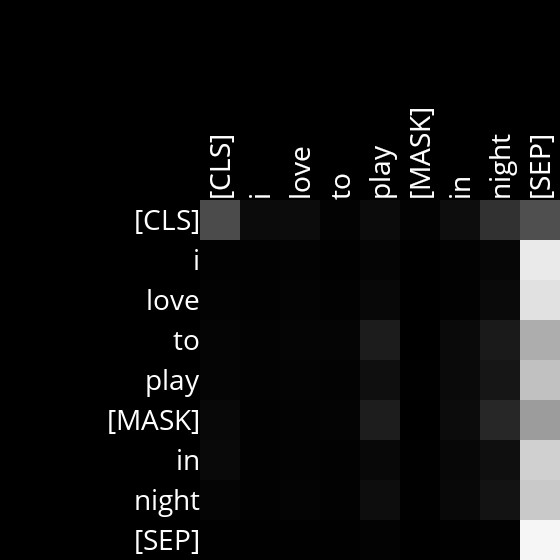 [CLS] i love to play [MASK] in night [SEP]
[CLS]
i
love
to
play
[MASK]
in
night
[SEP]